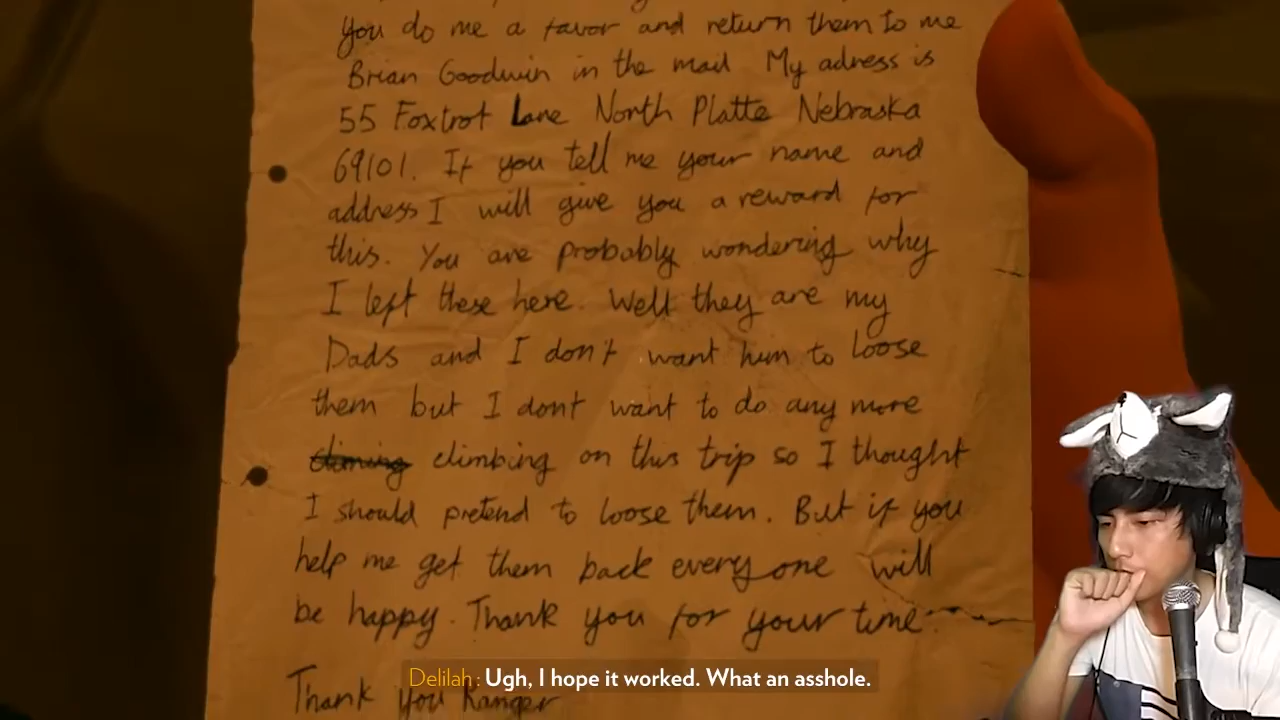 You do me a favor and return them to me
Brian Goodwin in the mail My adress is
55 Foxtrot Lane North Platte Nebraska
69101. If you tell me your name and
address I will give you a reward for
this. You are probably wondering why
I left these here. Well they are my
Dads and I don't want him to loose
them but I dont want to do any more
climing climbing on this trip so I thought
I should pretend to loose them. But if you
help me get them back every one will
be happy. Thank you for your time.
Thank you Ranger
Delilah: Ugh, I hope it worked. What an asshole.